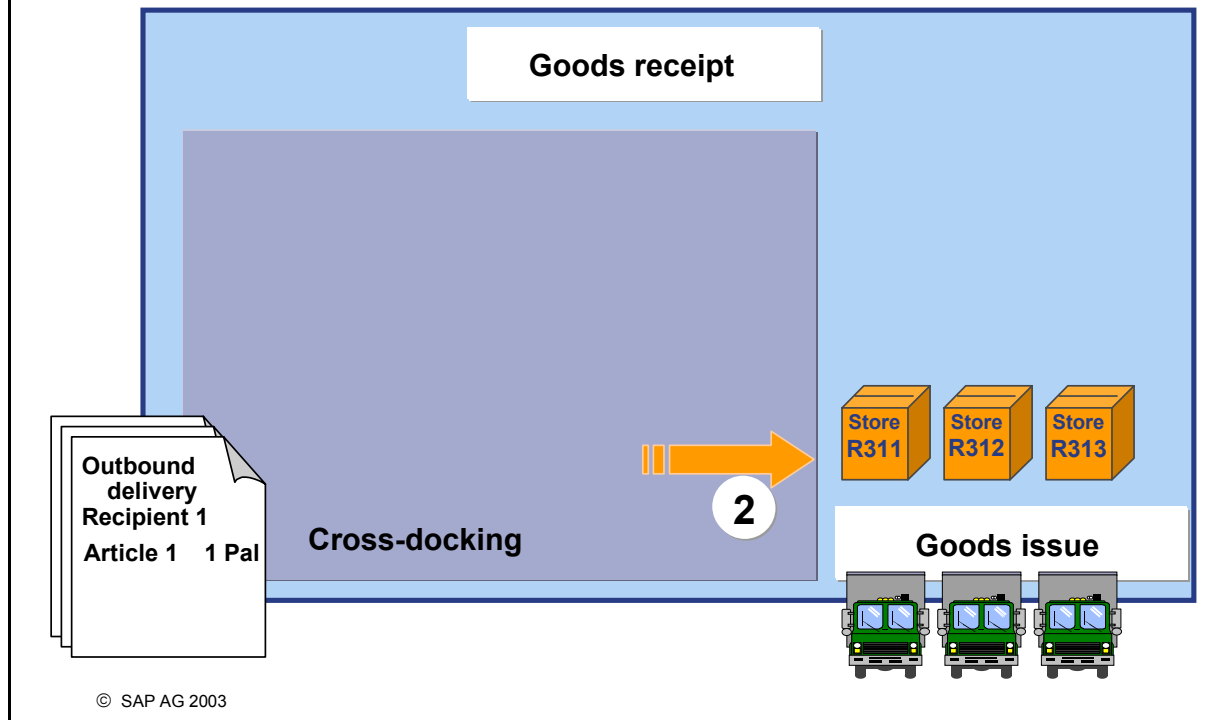 Goods receipt
Store
R311
Store
R312
Store
R313
Outbound
delivery
Recipient 1
Article 1 1 Pal
Cross-docking
2
Goods issue
© SAP AG 2003